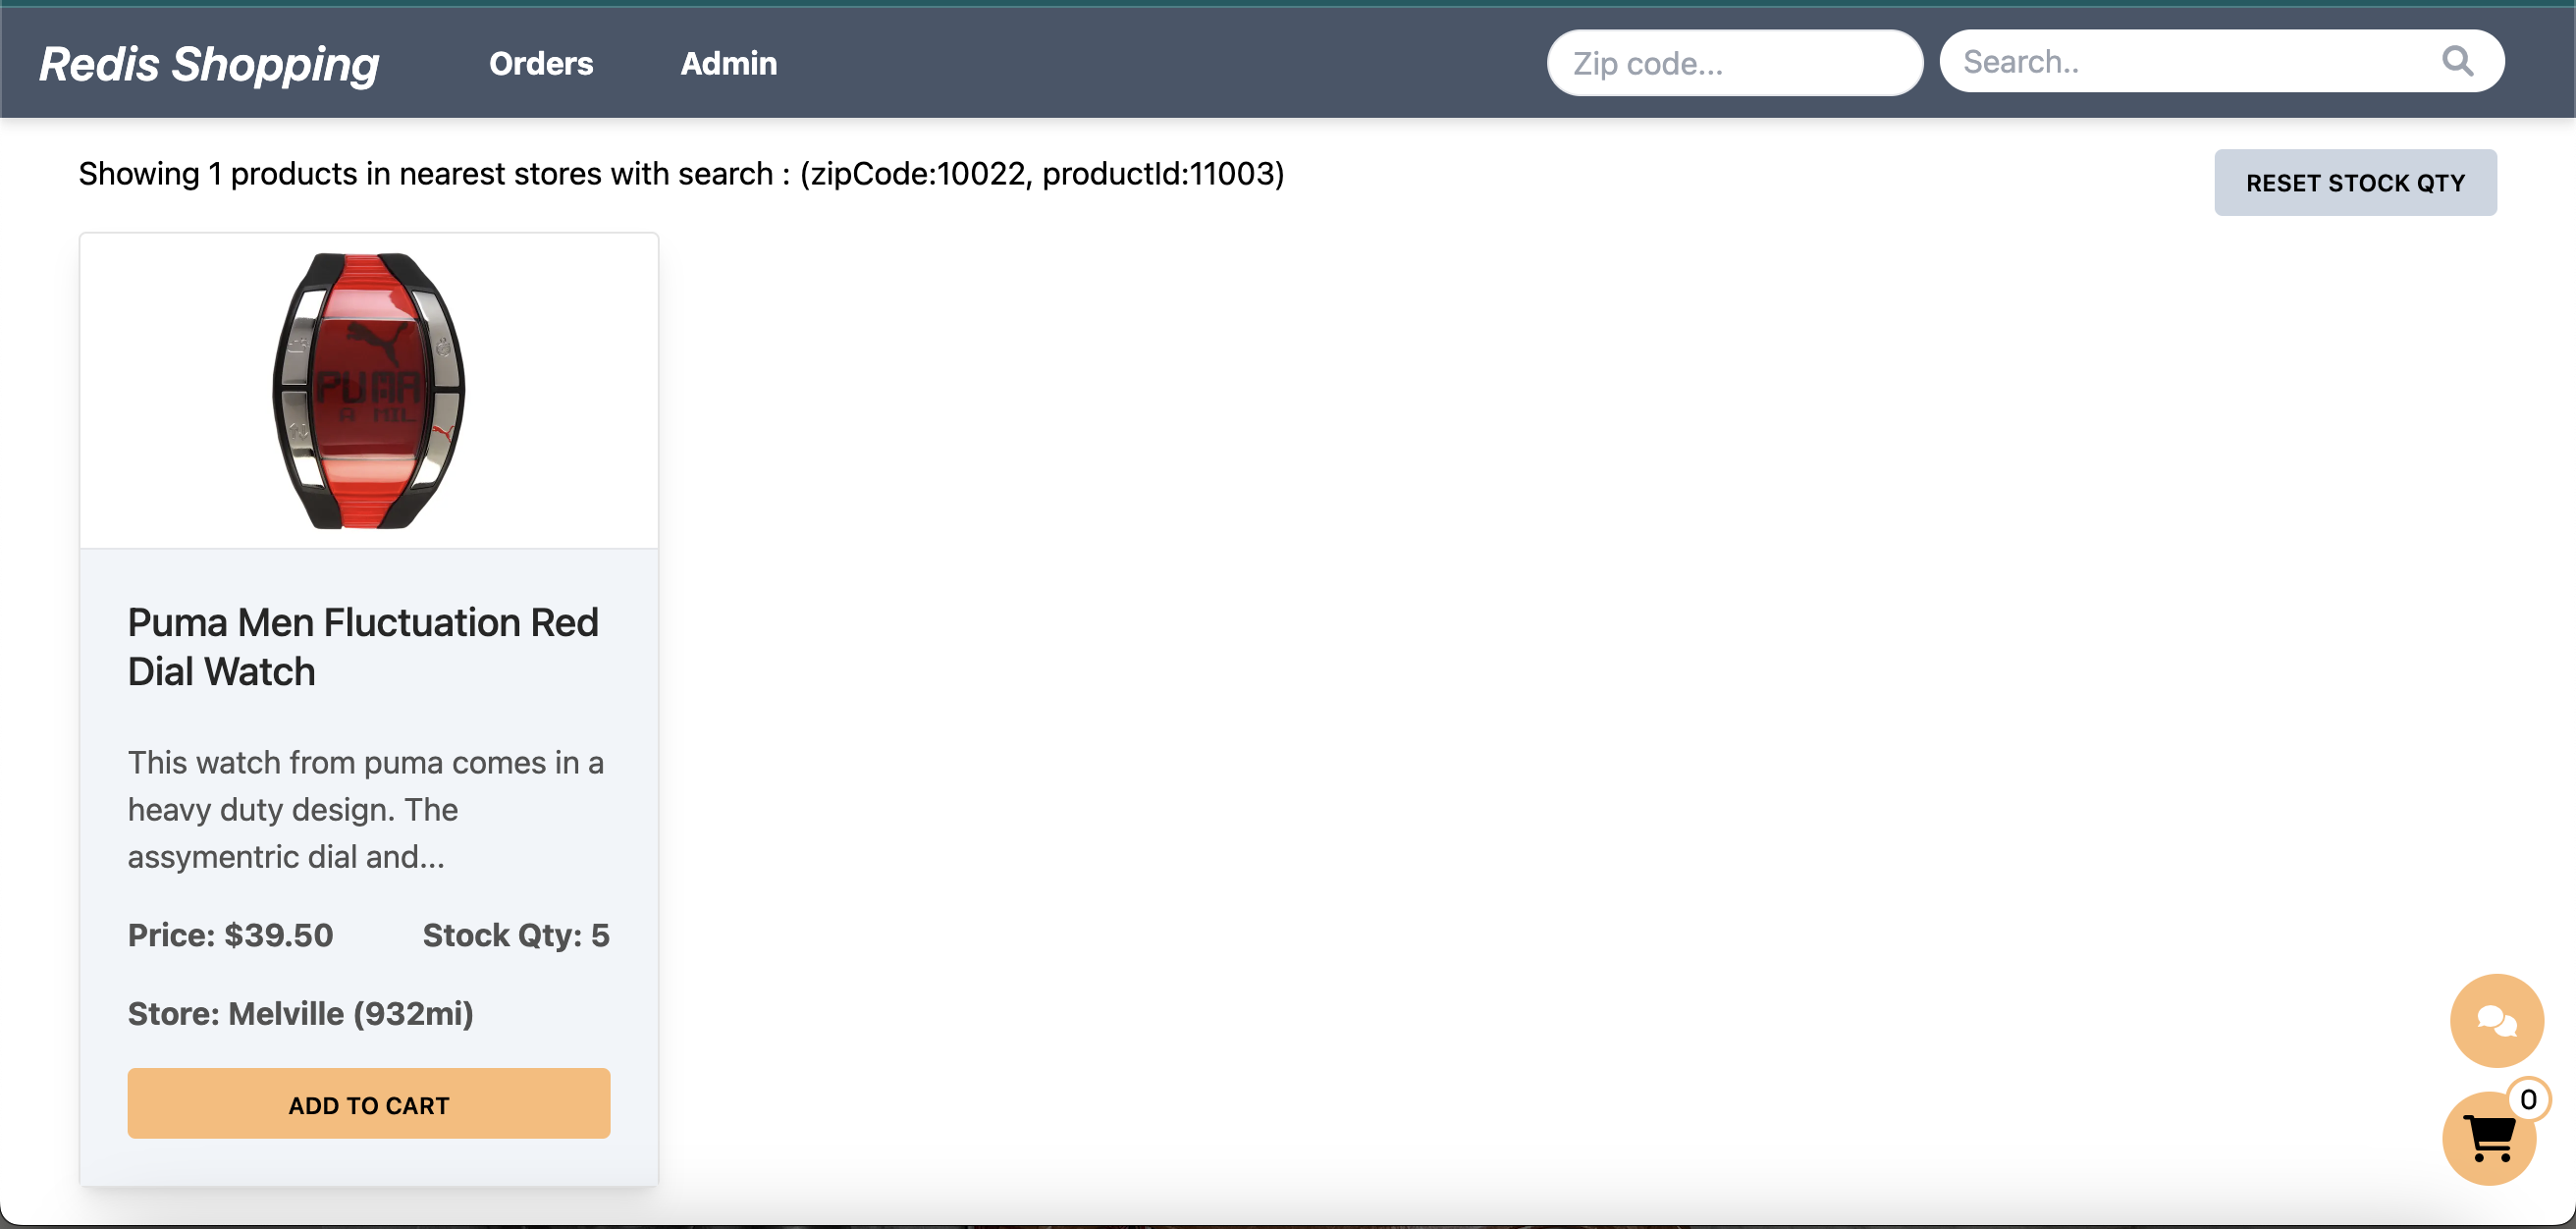 Redis Shopping Orders Admin Zip code... Search..
Showing 1 products in nearest stores with search : (zipCode:10022, productId:11003)
RESET STOCK QTY
PUMA
A MIL
Puma Men Fluctuation Red
Dial Watch
This watch from puma comes in a
heavy duty design. The
assymentric dial and...
Price: $39.50 Stock Qty: 5
Store: Melville (932mi)
ADD TO CART
0